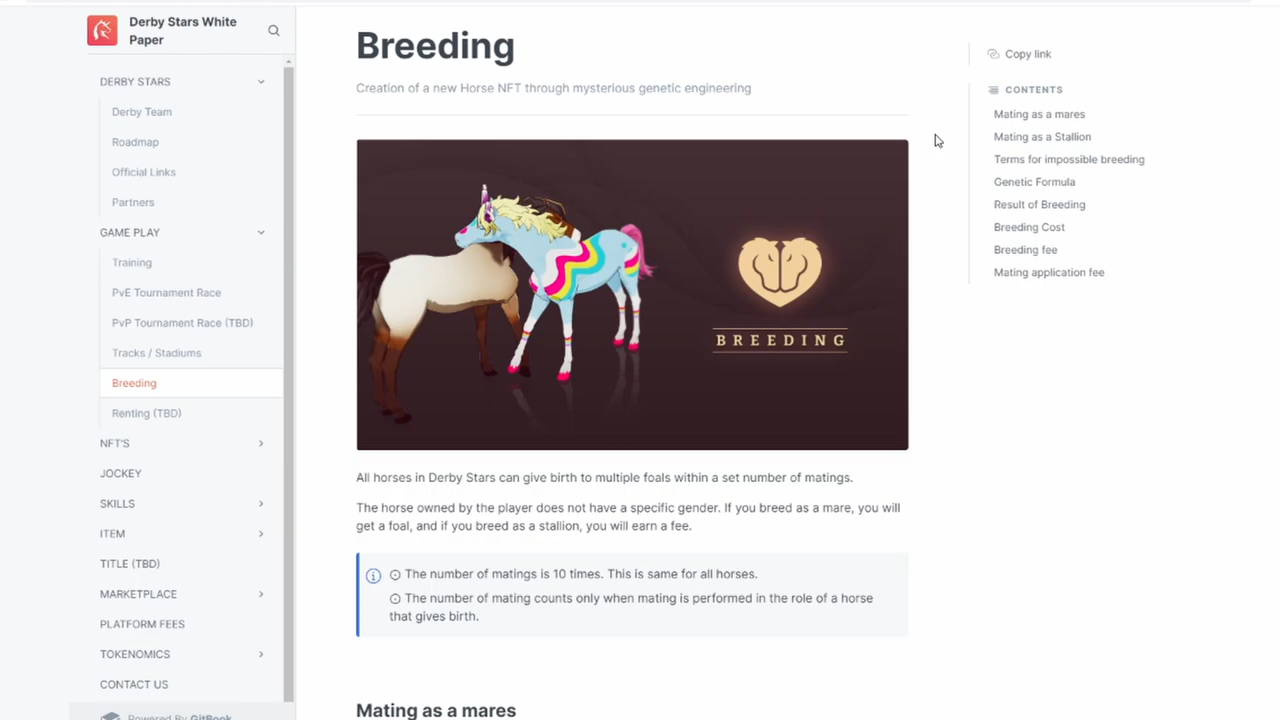 Derby Stars White
Paper
DERBY STARS
Derby Team
Roadmap
Official Links
Partners
GAME PLAY
Training
PvE Tournament Race
PvP Tournament Race (TBD)
Tracks / Stadiums
Breeding
Renting (TBD)
NFT'S
JOCKEY
SKILLS
ITEM
TITLE (TBD)
MARKETPLACE
PLATFORM FEES
TOKENOMICS
CONTACT US
Powered By GitBook
Breeding
Creation of a new Horse NFT through mysterious genetic engineering
BREEDING
All horses in Derby Stars can give birth to multiple foals within a set number of matings.
The horse owned by the player does not have a specific gender. If you breed as a mare, you will
get a foal, and if you breed as a stallion, you will earn a fee.
⊙ The number of matings is 10 times. This is same for all horses.
⊙ The number of mating counts only when mating is performed in the role of a horse
that gives birth.
Mating as a mares
Copy link
CONTENTS
Mating as a mares
Mating as a Stallion
Terms for impossible breeding
Genetic Formula
Result of Breeding
Breeding Cost
Breeding fee
Mating application fee